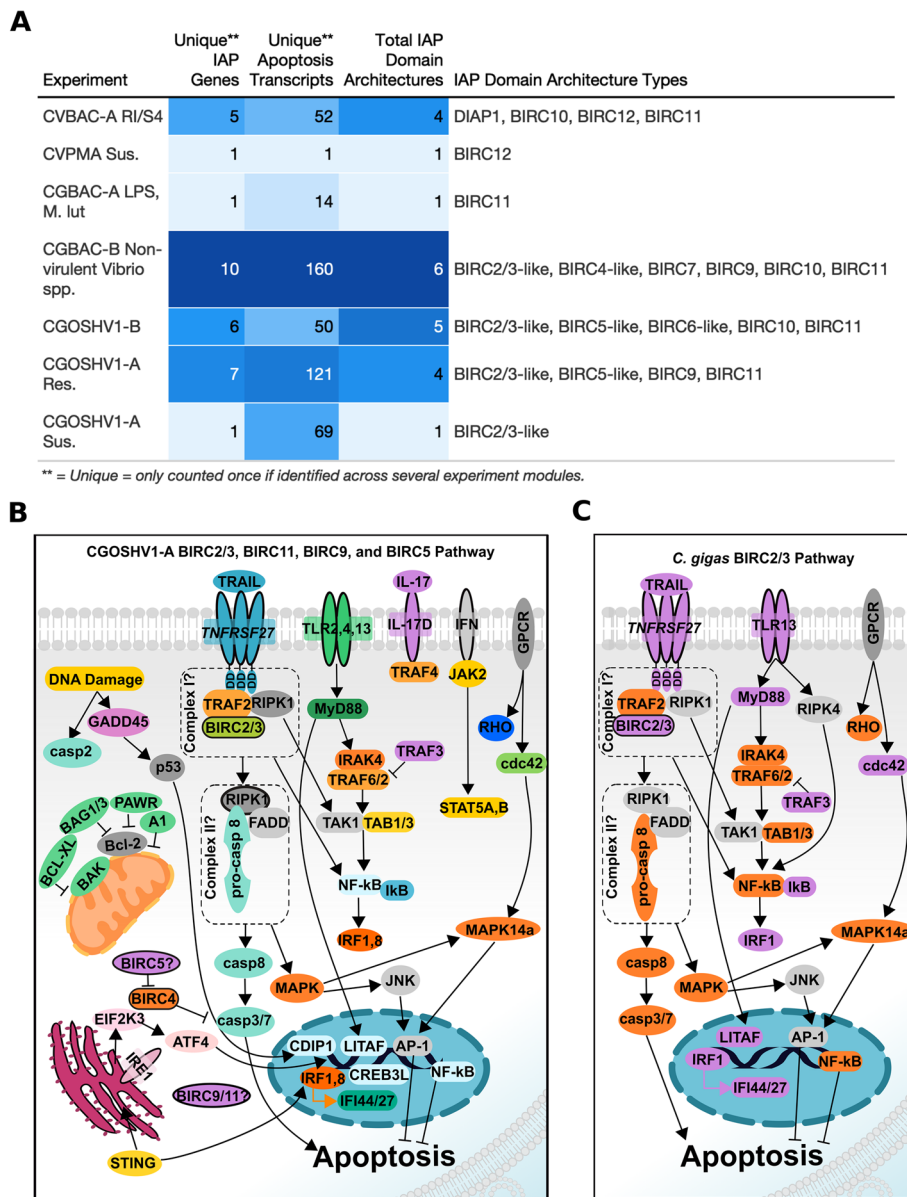 A
Unique** IAP Genes
Unique** Apoptosis Transcripts
Total IAP Domain Architectures
Experiment
IAP Domain Architecture Types
CVBAC-A RI/S4 5 52 4 DIAP1, BIRC10, BIRC12, BIRC11
CVPMA Sus. 1 1 1 BIRC12
CGBAC-A LPS, M. lut 1 14 1 BIRC11
CGBAC-B Non-virulent Vibrio spp. 10 160 6 BIRC2/3-like, BIRC4-like, BIRC7, BIRC9, BIRC10, BIRC11
CGOSHV1-B 6 50 5 BIRC2/3-like, BIRC5-like, BIRC6-like, BIRC10, BIRC11
CGOSHV1-A Res. 7 121 4 BIRC2/3-like, BIRC5-like, BIRC9, BIRC11
CGOSHV1-A Sus. 1 69 1 BIRC2/3-like
** = Unique = only counted once if identified across several experiment modules.
B
CGOSHV1-A BIRC2/3, BIRC11, BIRC9, and BIRC5 Pathway
TRAIL
TNFRSF27
DD
DD
DD
TLR2,4,13
IL-17
IL-17D
IFN
GPCR
TRAF4
JAK2
Complex I?
TRAF2
RIPK1
BIRC2/3
MyD88
RHO
DNA Damage
GADD45
casp2
p53
IRAK4
TRAF6/2
TRAF3
cdc42
STAT5A,B
Complex II?
RIPK1
FADD
pro-casp 8
TAK1
TAB1/3
BAG1/3
PAWR
A1
Bcl-2
BCL-XL
BAK
NF-kB
IkB
IRF1,8
MAPK14a
casp8
MAPK
JNK
casp3/7
BIRC5?
BIRC4
EIF2K3
ATF4
IRE1
BIRC9/11?
STING
CDIP1
LITAF
AP-1
IRF1,8
CREB3L
NF-kB
IFI44/27
Apoptosis
C
C. gigas BIRC2/3 Pathway
TRAIL
TNFRSF27
DD
DD
DD
TLR13
GPCR
Complex I?
TRAF2
RIPK1
BIRC2/3
MyD88
RIPK4
RHO
cdc42
IRAK4
TRAF6/2
TRAF3
Complex II?
RIPK1
FADD
pro-casp 8
TAK1
TAB1/3
NF-kB
IkB
IRF1
MAPK14a
casp8
MAPK
JNK
casp3/7
LITAF
AP-1
IRF1
NF-kB
IFI44/27
Apoptosis